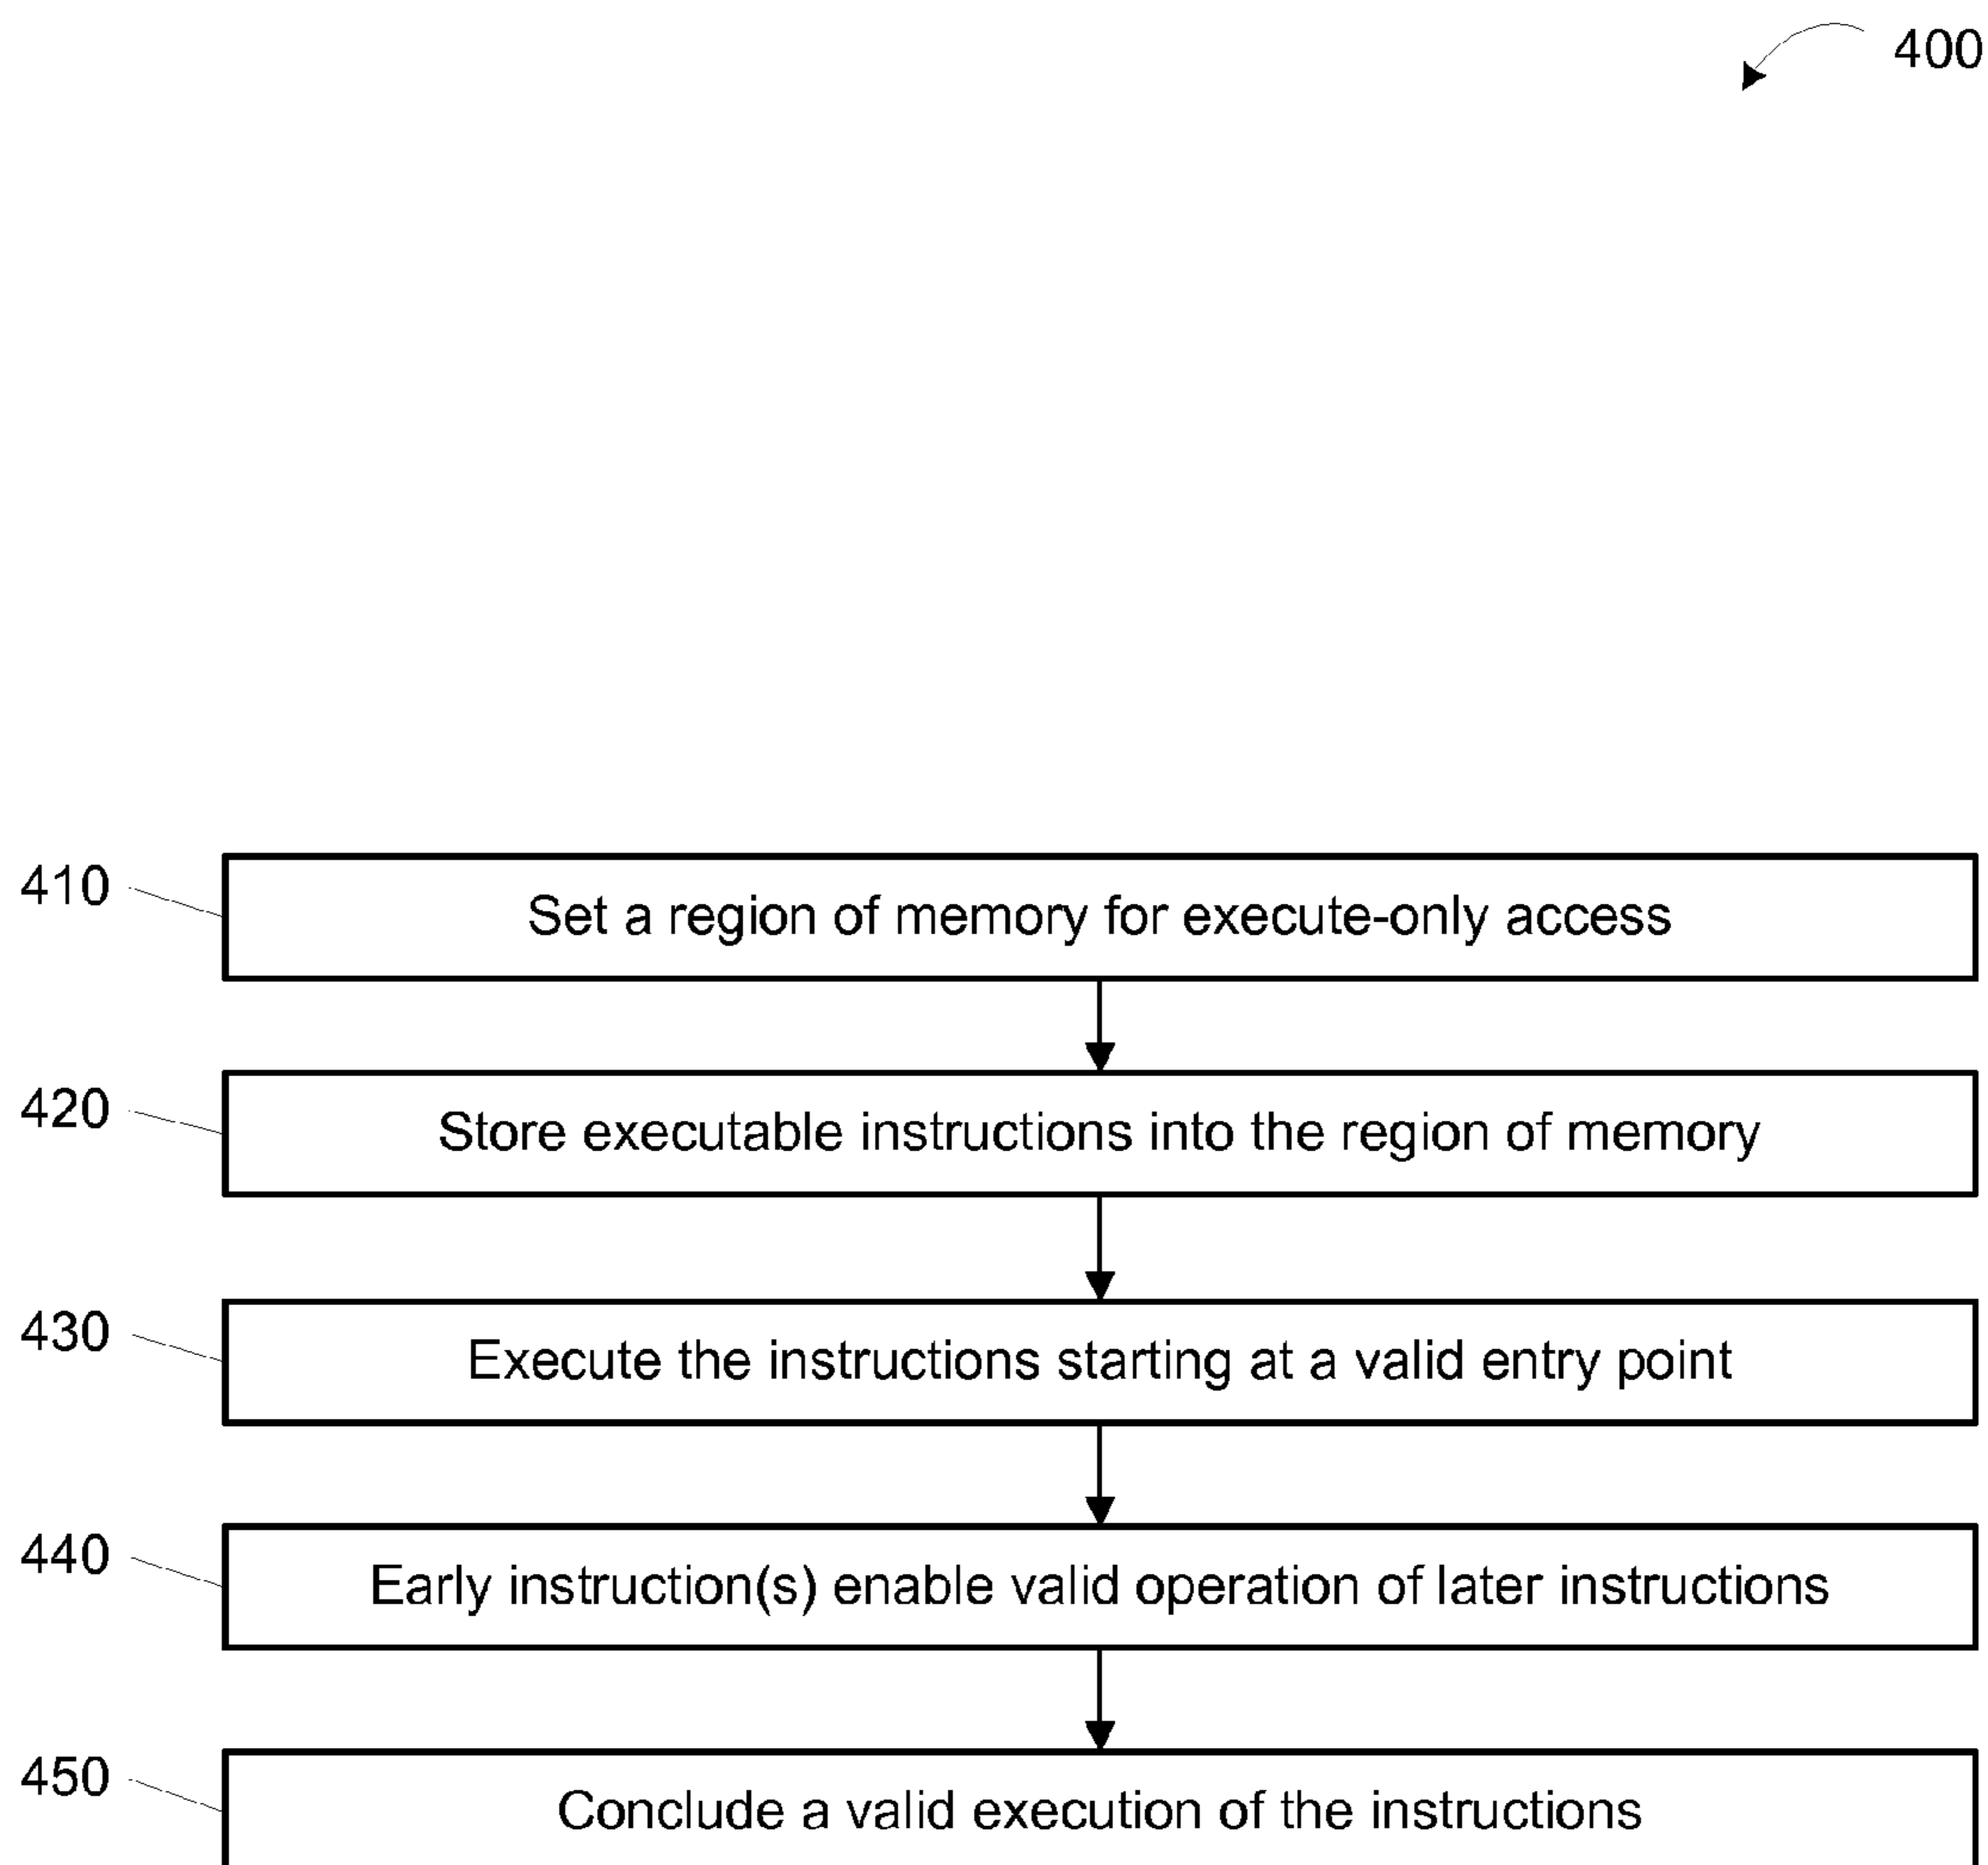 400
410
Set a region of memory for execute-only access
420
Store executable instructions into the region of memory
430
Execute the instructions starting at a valid entry point
440
Early instruction(s) enable valid operation of later instructions
450
Conclude a valid execution of the instructions